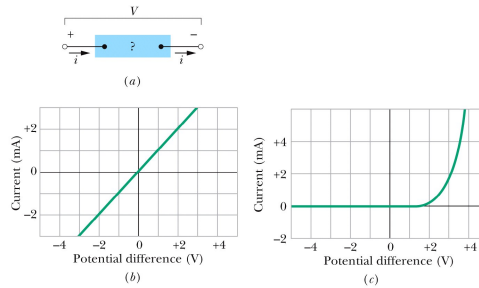 V
+ −
?
i i
(a)
+2
0
−2
Current (mA)
−4 −2 0 +2 +4
Potential difference (V)
(b)
+4
+2
0
−2
Current (mA)
−4 −2 0 +2 +4
Potential difference (V)
(c)